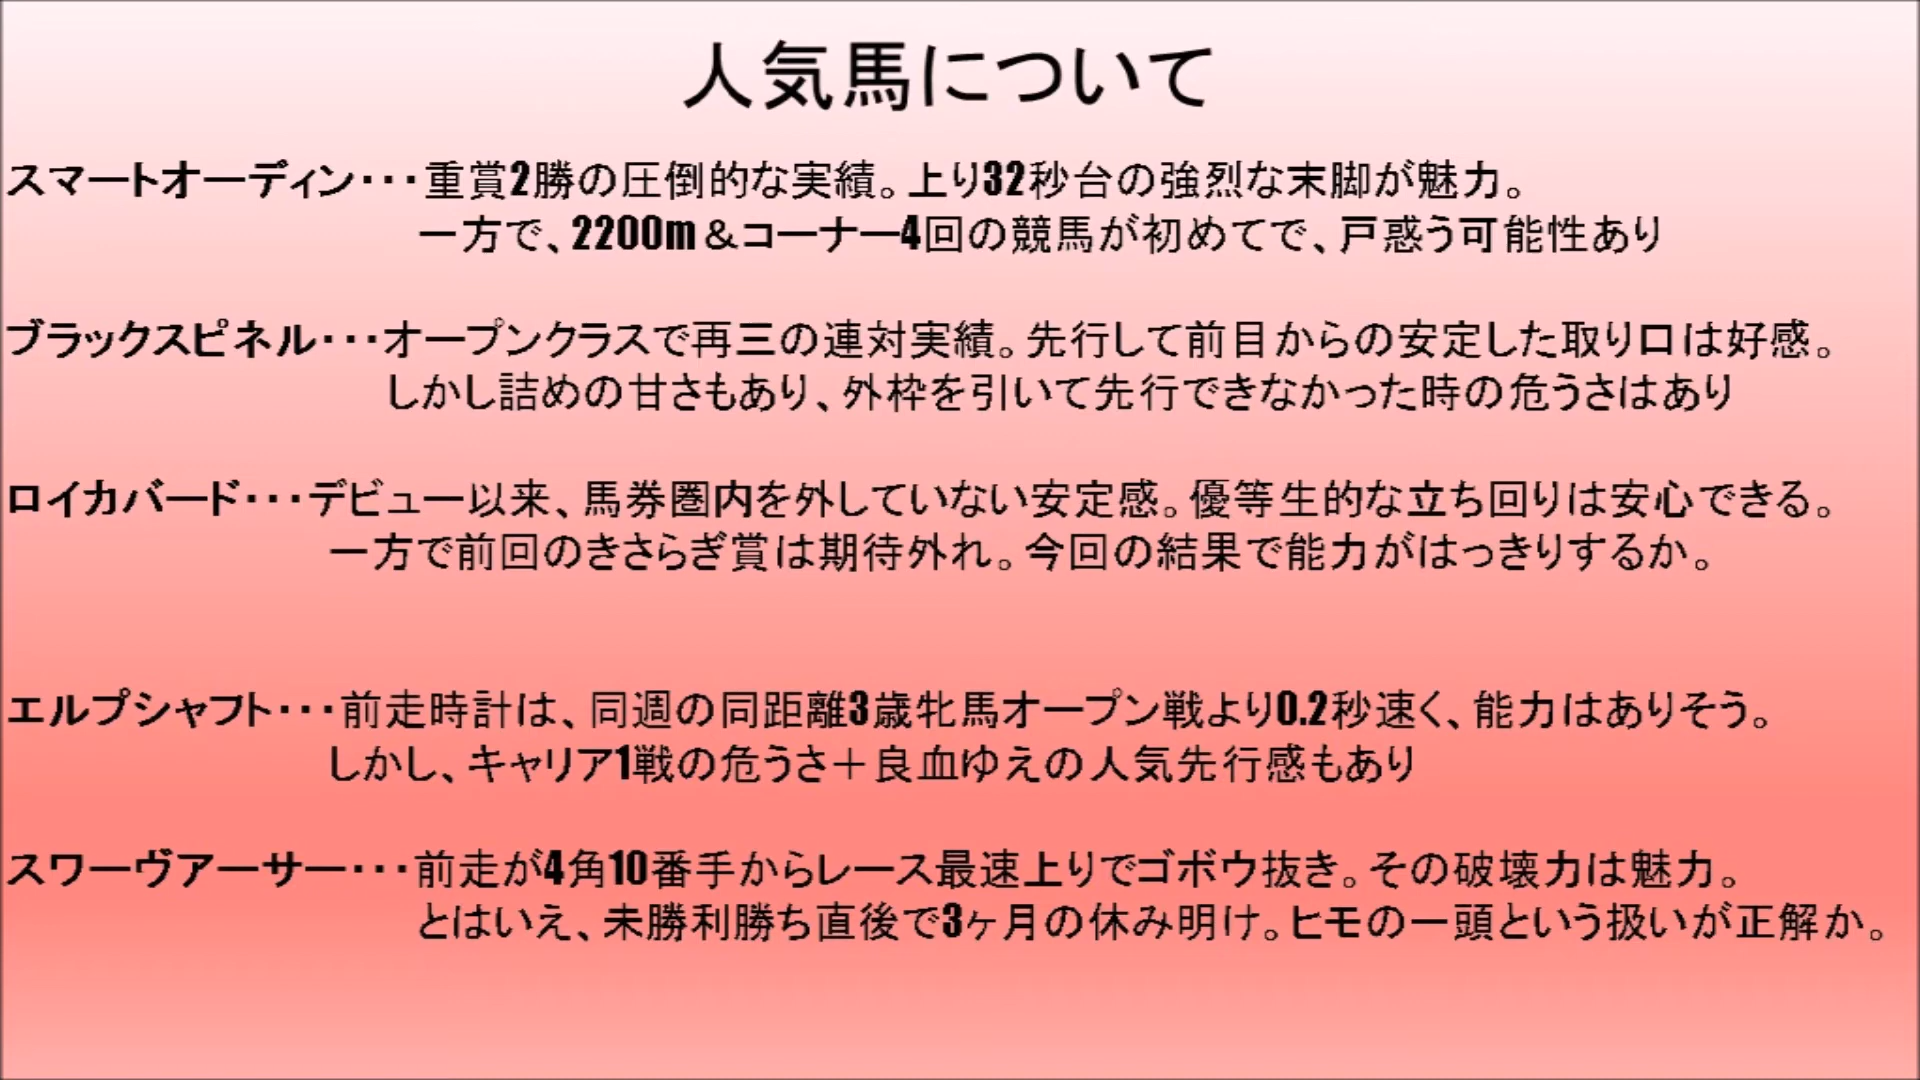 人気馬について
スマートオーディン･･･重賞2勝の圧倒的な実績。上り32秒台の強烈な末脚が魅力。
一方で、2200m＆コーナー4回の競馬が初めてで、戸惑う可能性あり
ブラックスピネル･･･オープンクラスで再三の連対実績。先行して前目からの安定した取り口は好感。
しかし詰めの甘さもあり、外枠を引いて先行できなかった時の危うさはあり
ロイカバード･･･デビュー以来、馬券圏内を外していない安定感。優等生的な立ち回りは安心できる。
一方で前回のきさらぎ賞は期待外れ。今回の結果で能力がはっきりするか。
エルプシャフト･･･前走時計は、同週の同距離3歳牝馬オープン戦より0.2秒速く、能力はありそう。
しかし、キャリア1戦の危うさ＋良血ゆえの人気先行感もあり
スワーヴアーサー･･･前走が4角10番手からレース最速上りでゴボウ抜き。その破壊力は魅力。
とはいえ、未勝利勝ち直後で3ヶ月の休み明け。ヒモの一頭という扱いが正解か。